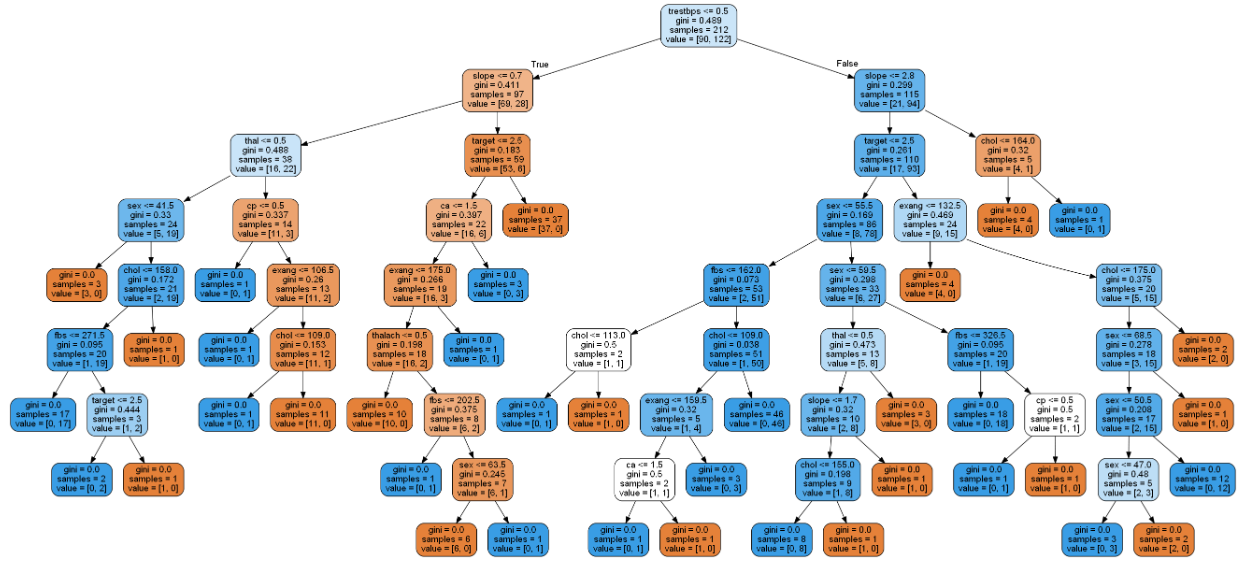 trestbps <= 0.5
gini = 0.489
samples = 212
value = [90, 122]
True
False
slope <= 0.7
gini = 0.411
samples = 97
value = [69, 28]
slope <= 2.8
gini = 0.299
samples = 115
value = [21, 94]
thal <= 0.5
gini = 0.488
samples = 38
value = [16, 22]
target <= 2.5
gini = 0.183
samples = 59
value = [53, 6]
target <= 2.5
gini = 0.261
samples = 110
value = [17, 93]
chol <= 164.0
gini = 0.32
samples = 5
value = [4, 1]
sex <= 41.5
gini = 0.33
samples = 24
value = [5, 19]
cp <= 0.5
gini = 0.337
samples = 14
value = [11, 3]
ca <= 1.5
gini = 0.397
samples = 22
value = [16, 6]
gini = 0.0
samples = 37
value = [37, 0]
sex <= 55.5
gini = 0.169
samples = 86
value = [8, 78]
exang <= 132.5
gini = 0.469
samples = 24
value = [9, 15]
gini = 0.0
samples = 4
value = [4, 0]
gini = 0.0
samples = 1
value = [0, 1]
gini = 0.0
samples = 3
value = [3, 0]
chol <= 158.0
gini = 0.172
samples = 21
value = [2, 19]
gini = 0.0
samples = 1
value = [0, 1]
exang <= 106.5
gini = 0.26
samples = 13
value = [11, 2]
exang <= 175.0
gini = 0.266
samples = 19
value = [16, 3]
gini = 0.0
samples = 3
value = [0, 3]
fbs <= 162.0
gini = 0.073
samples = 53
value = [2, 51]
sex <= 59.5
gini = 0.298
samples = 33
value = [6, 27]
gini = 0.0
samples = 4
value = [4, 0]
chol <= 175.0
gini = 0.375
samples = 20
value = [5, 15]
fbs <= 271.5
gini = 0.095
samples = 20
value = [1, 19]
gini = 0.0
samples = 1
value = [1, 0]
gini = 0.0
samples = 1
value = [0, 1]
chol <= 109.0
gini = 0.153
samples = 12
value = [11, 1]
thalach <= 0.5
gini = 0.198
samples = 18
value = [16, 2]
gini = 0.0
samples = 1
value = [0, 1]
chol <= 113.0
gini = 0.5
samples = 2
value = [1, 1]
chol <= 109.0
gini = 0.038
samples = 51
value = [1, 50]
thal <= 0.5
gini = 0.473
samples = 13
value = [5, 8]
fbs <= 326.5
gini = 0.095
samples = 20
value = [1, 19]
sex <= 68.5
gini = 0.278
samples = 18
value = [3, 15]
gini = 0.0
samples = 2
value = [2, 0]
gini = 0.0
samples = 17
value = [0, 17]
target <= 2.5
gini = 0.444
samples = 3
value = [1, 2]
gini = 0.0
samples = 1
value = [0, 1]
gini = 0.0
samples = 11
value = [11, 0]
gini = 0.0
samples = 10
value = [10, 0]
fbs <= 202.5
gini = 0.375
samples = 8
value = [6, 2]
gini = 0.0
samples = 1
value = [0, 1]
gini = 0.0
samples = 1
value = [1, 0]
exang <= 159.5
gini = 0.32
samples = 5
value = [1, 4]
gini = 0.0
samples = 46
value = [0, 46]
slope <= 1.7
gini = 0.32
samples = 10
value = [2, 8]
gini = 0.0
samples = 3
value = [3, 0]
gini = 0.0
samples = 18
value = [0, 18]
cp <= 0.5
gini = 0.5
samples = 2
value = [1, 1]
sex <= 50.5
gini = 0.208
samples = 17
value = [2, 15]
gini = 0.0
samples = 1
value = [1, 0]
gini = 0.0
samples = 2
value = [0, 2]
gini = 0.0
samples = 1
value = [1, 0]
gini = 0.0
samples = 1
value = [0, 1]
sex <= 63.5
gini = 0.245
samples = 7
value = [6, 1]
ca <= 1.5
gini = 0.5
samples = 2
value = [1, 1]
gini = 0.0
samples = 3
value = [0, 3]
chol <= 155.0
gini = 0.198
samples = 9
value = [1, 8]
gini = 0.0
samples = 1
value = [1, 0]
gini = 0.0
samples = 1
value = [0, 1]
gini = 0.0
samples = 1
value = [1, 0]
sex <= 47.0
gini = 0.48
samples = 5
value = [2, 3]
gini = 0.0
samples = 12
value = [0, 12]
gini = 0.0
samples = 6
value = [6, 0]
gini = 0.0
samples = 1
value = [0, 1]
gini = 0.0
samples = 1
value = [0, 1]
gini = 0.0
samples = 1
value = [1, 0]
gini = 0.0
samples = 8
value = [0, 8]
gini = 0.0
samples = 1
value = [1, 0]
gini = 0.0
samples = 3
value = [0, 3]
gini = 0.0
samples = 2
value = [2, 0]